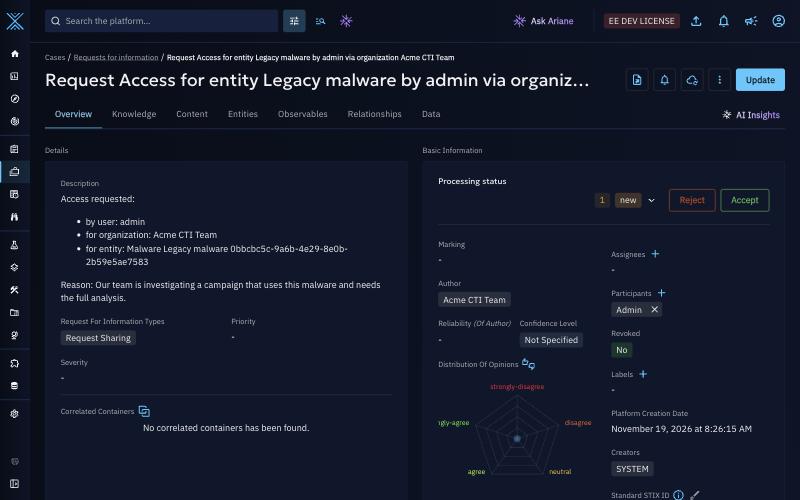 Search the platform...
Ask Ariane
EE DEV LICENSE
Cases / Requests for information / Request Access for entity Legacy malware by admin via organization Acme CTI Team
Request Access for entity Legacy malware by admin via organiz...
Update
Overview Knowledge Content Entities Observables Relationships Data
AI Insights
Details
Description
Access requested:
• by user: admin
• for organization: Acme CTI Team
• for entity: Malware Legacy malware 0bbcbc5c-9a6b-4e29-8e0b-
2b59e5ae7583
Reason: Our team is investigating a campaign that uses this malware and needs
the full analysis.
Request For Information Types
Priority
Request Sharing
-
Severity
-
Correlated Containers
No correlated containers has been found.
Basic Information
Processing status
1 new
Reject
Accept
Marking
-
Author
Acme CTI Team
Reliability (Of Author)
-
Confidence Level
Not Specified
Distribution Of Opinions
strongly-disagree
ngly-agree
disagree
agree
neutral
Assignees +
-
Participants +
Admin
Revoked
No
Labels +
-
Platform Creation Date
November 19, 2026 at 8:26:15 AM
Creators
SYSTEM
Standard STIX ID